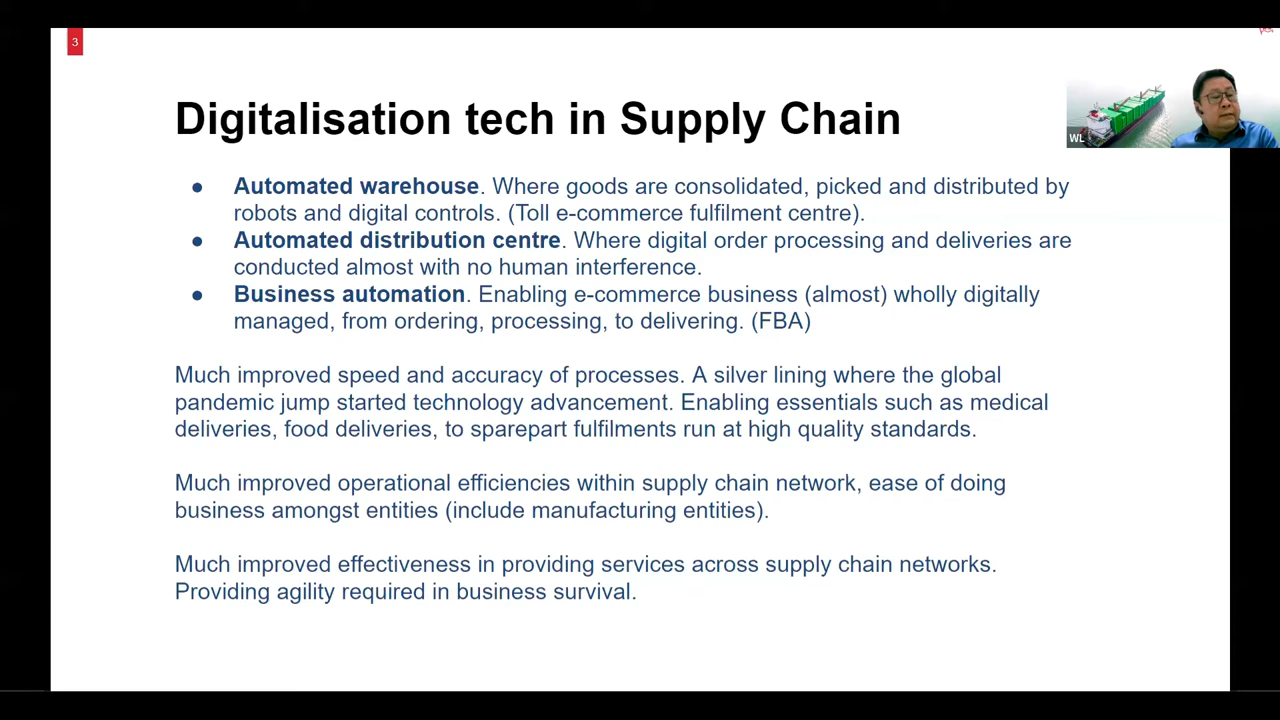 3
Digitalisation tech in Supply Chain
WL
● Automated warehouse. Where goods are consolidated, picked and distributed by
robots and digital controls. (Toll e-commerce fulfilment centre).
● Automated distribution centre. Where digital order processing and deliveries are
conducted almost with no human interference.
● Business automation. Enabling e-commerce business (almost) wholly digitally
managed, from ordering, processing, to delivering. (FBA)
Much improved speed and accuracy of processes. A silver lining where the global
pandemic jump started technology advancement. Enabling essentials such as medical
deliveries, food deliveries, to sparepart fulfilments run at high quality standards.
Much improved operational efficiencies within supply chain network, ease of doing
business amongst entities (include manufacturing entities).
Much improved effectiveness in providing services across supply chain networks.
Providing agility required in business survival.